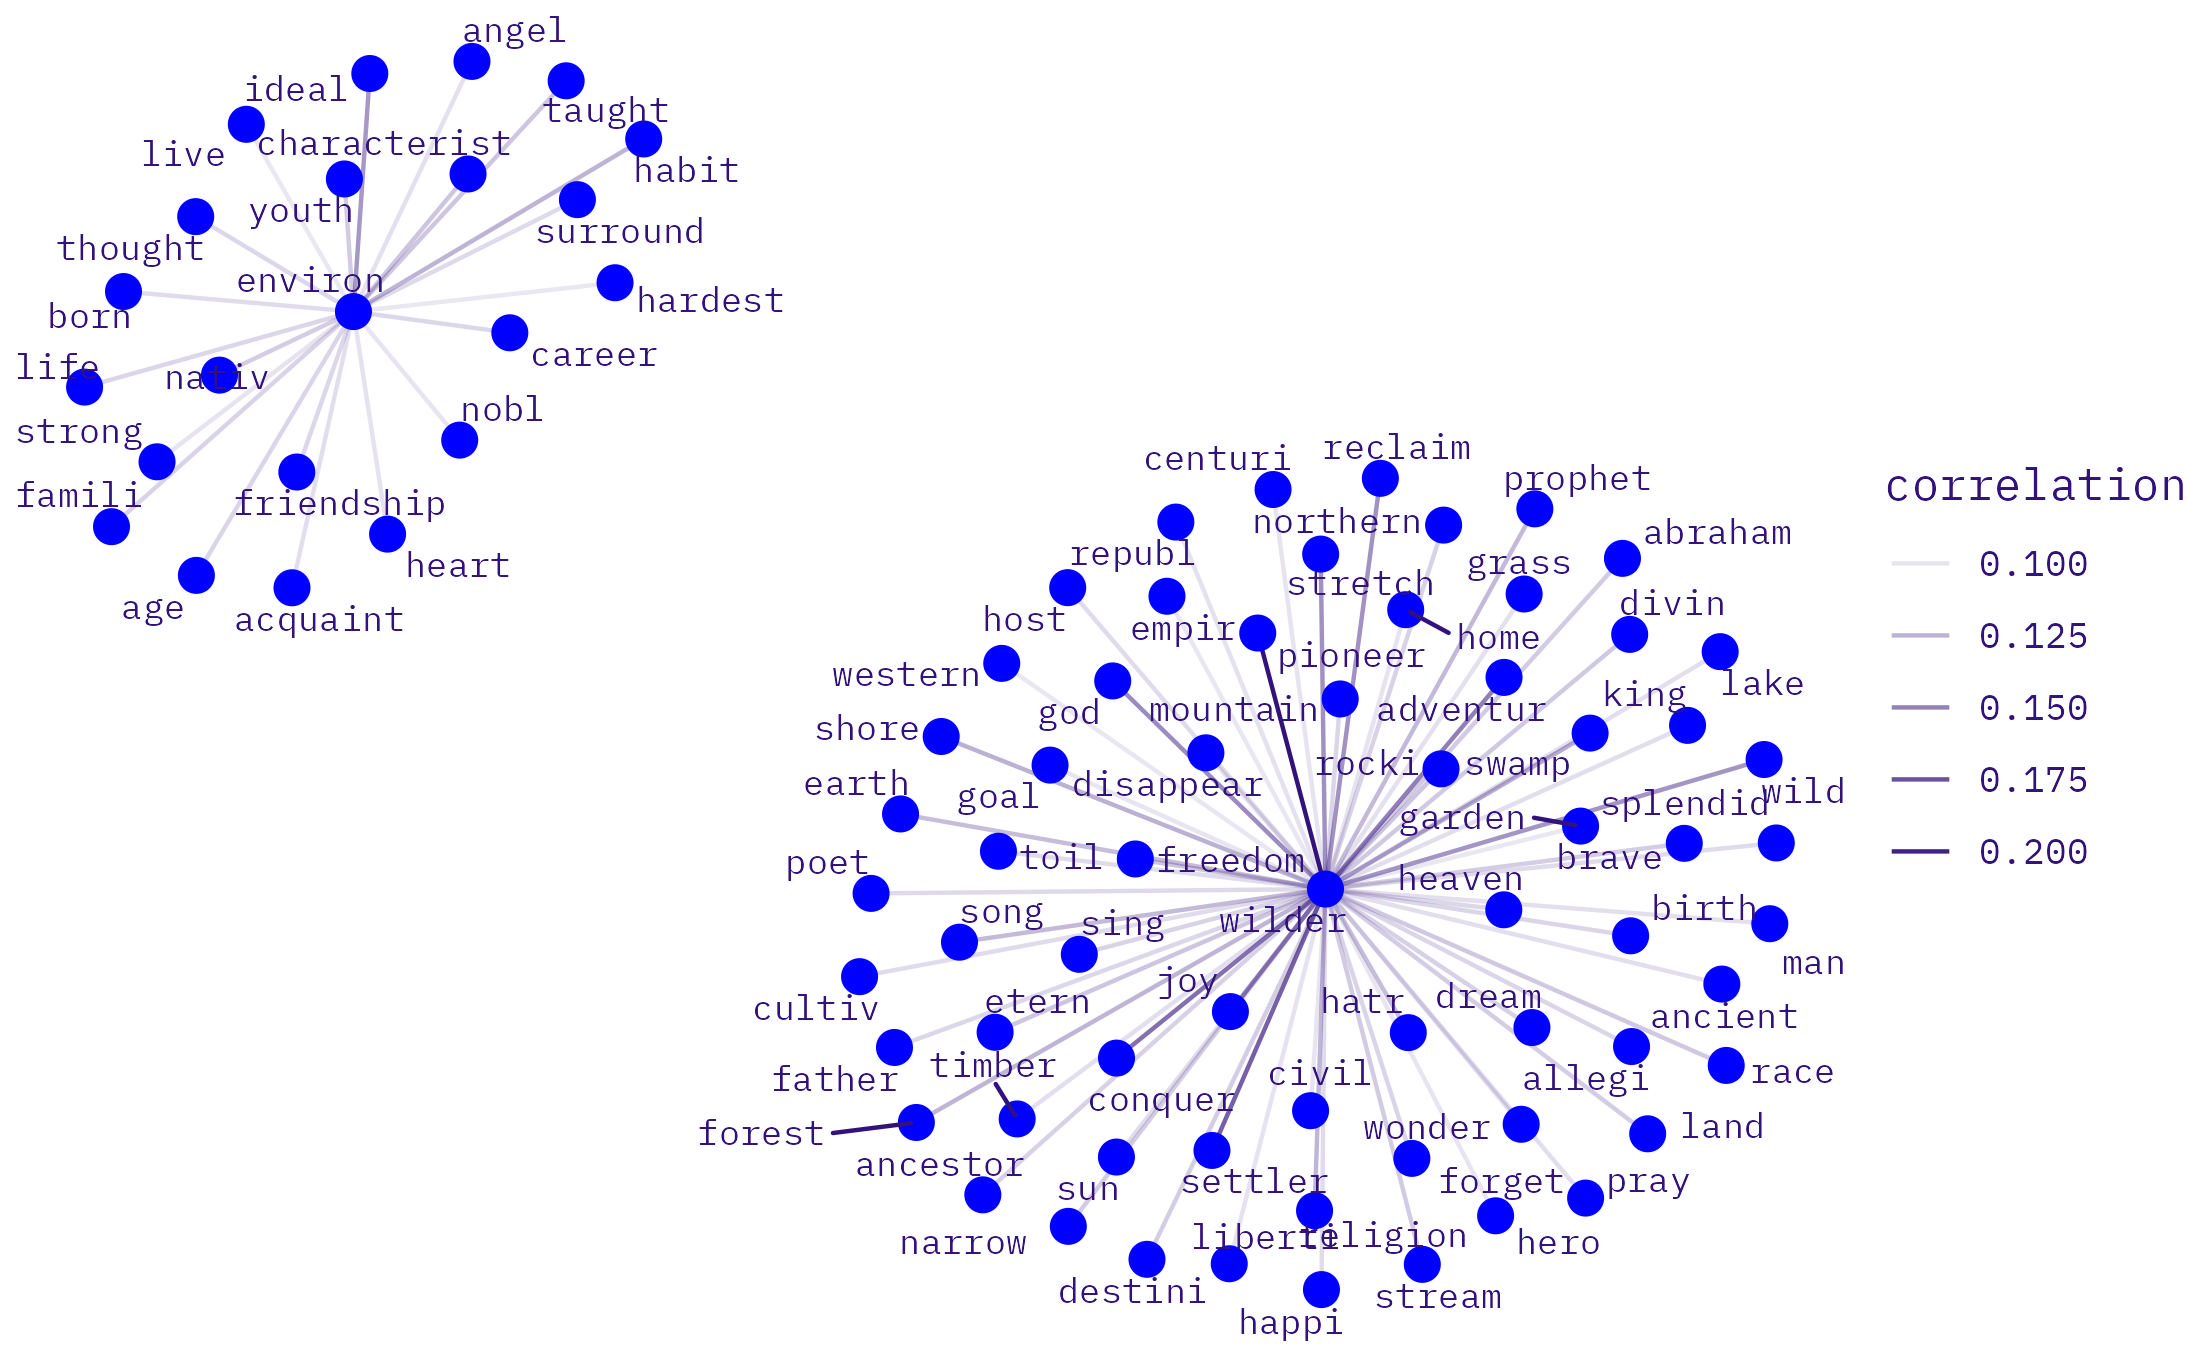 angel
ideal
taught
characterist
live
habit
youth
surround
thought
environ
hardest
born
career
life
nativ
nobl
strong
famili
friendship
heart
age
acquaint
reclaim
centuri
prophet
northern
abraham
republ
grass
stretch
divin
host
empir
home
pioneer
western
lake
king
god
mountain
adventur
shore
rocki
swamp
earth
disappear
wild
goal
splendid
garden
toil
freedom
brave
poet
heaven
song
birth
sing
wilder
man
joy
dream
etern
hatr
cultiv
ancient
timber
civil
race
father
allegi
conquer
land
forest
wonder
ancestor
pray
sun
settler
forget
religion
liberti
narrow
hero
destini
stream
happi
correlation
0.100
0.125
0.150
0.175
0.200